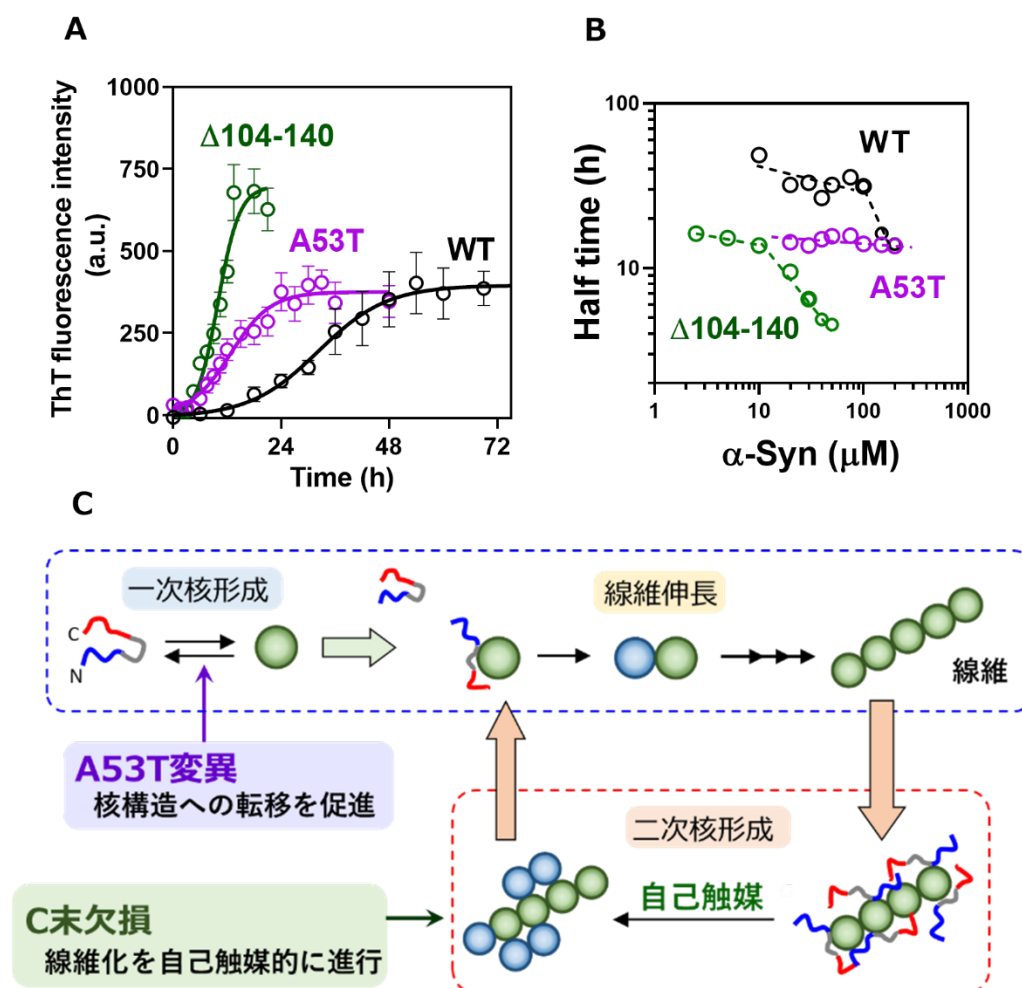 A
B
ThT fluorescence intensity
(a.u.)
1000
750
500
250
0
Δ104-140
A53T
WT
0
24
48
72
Time (h)
Half time (h)
100
10
WT
A53T
Δ104-140
1
10
100
1000
α-Syn (μM)
C
一次核形成
線維伸長
C
N
線維
A53T変異
核構造への転移を促進
二次核形成
自己触媒
C末欠損
線維化を自己触媒的に進行